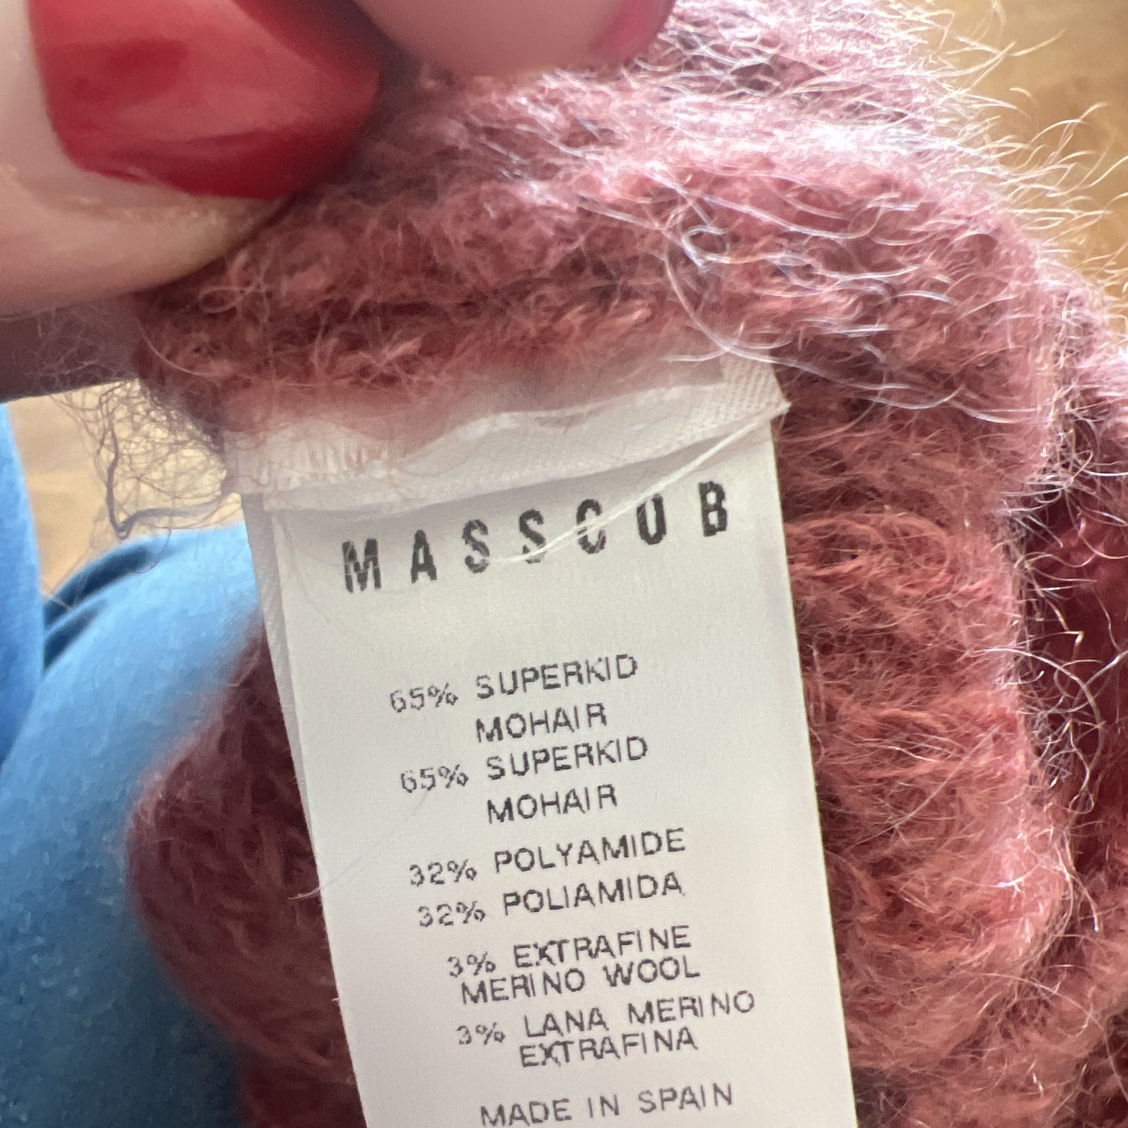 MASSCOB
65% SUPERKID
MOHAIR
65% SUPERKID
MOHAIR
32% POLYAMIDE
32% POLIAMIDA
3% EXTRAFINE
MERINO WOOL
3% LANA MERINO
EXTRAFINA
MADE IN SPAIN